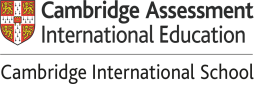 Cambridge Assessment
International Education
Cambridge International School